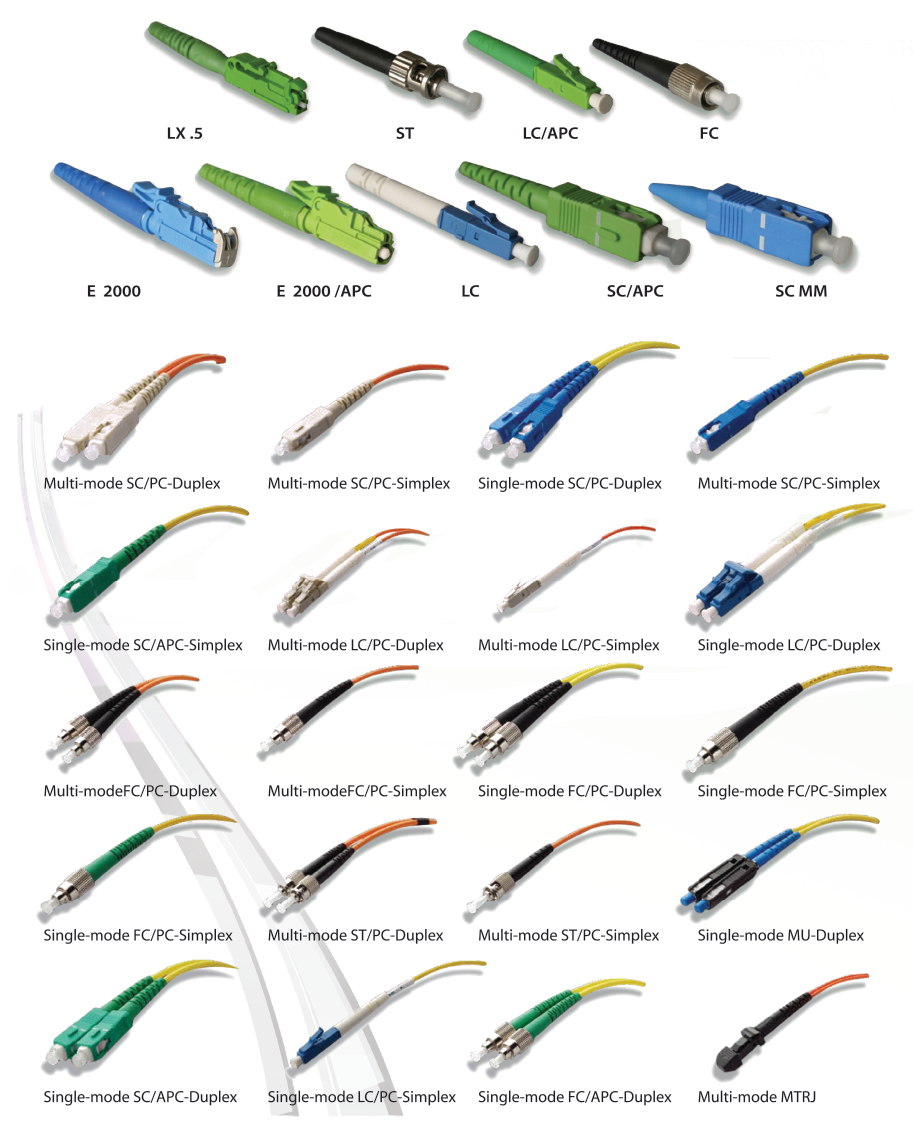 LX .5 ST LC/APC FC
E 2000 E 2000 /APC LC SC/APC SC MM
Multi-mode SC/PC-Duplex Multi-mode SC/PC-Simplex Single-mode SC/PC-Duplex Multi-mode SC/PC-Simplex
Single-mode SC/APC-Simplex Multi-mode LC/PC-Duplex Multi-mode LC/PC-Simplex Single-mode LC/PC-Duplex
Multi-modeFC/PC-Duplex Multi-modeFC/PC-Simplex Single-mode FC/PC-Duplex Single-mode FC/PC-Simplex
Single-mode FC/PC-Simplex Multi-mode ST/PC-Duplex Multi-mode ST/PC-Simplex Single-mode MU-Duplex
Single-mode SC/APC-Duplex Single-mode LC/PC-Simplex Single-mode FC/APC-Duplex Multi-mode MTRJ